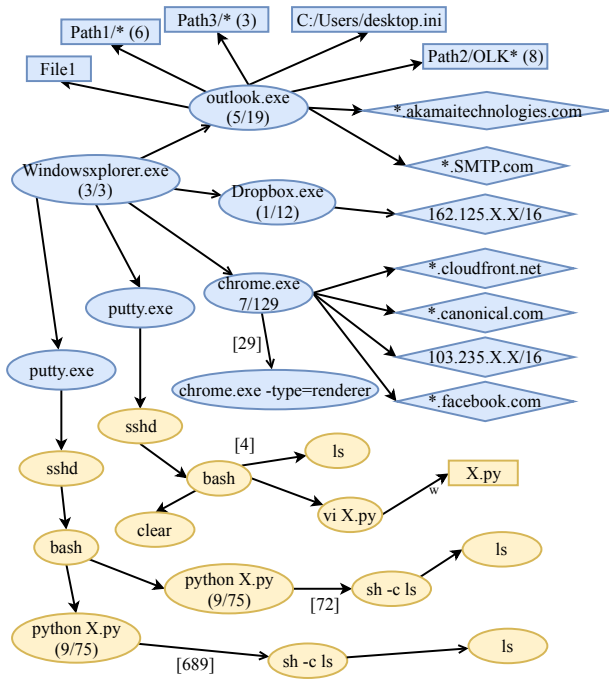 Path1/* (6)
Path3/* (3)
C:/Users/desktop.ini
File1
Path2/OLK* (8)
outlook.exe
(5/19)
*.akamaitechnologies.com
*.SMTP.com
Windowsxplorer.exe
(3/3)
Dropbox.exe
(1/12)
162.125.X.X/16
chrome.exe
7/129
*.cloudfront.net
*.canonical.com
103.235.X.X/16
*.facebook.com
putty.exe
[29]
chrome.exe -type=renderer
putty.exe
sshd
[4]
ls
sshd
bash
X.py
w
vi X.py
clear
bash
python X.py
(9/75)
[72]
sh -c ls
ls
python X.py
(9/75)
[689]
sh -c ls
ls